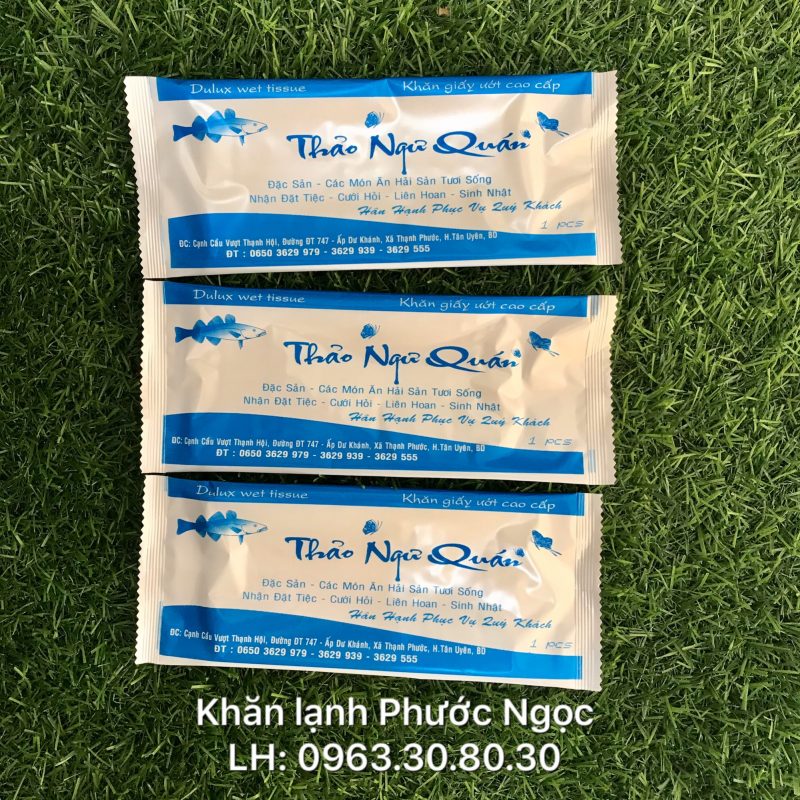 Dulux wet tissue Khăn giấy ướt cao cấp
Thảo Ngư Quán
Đặc Sản - Các Món Ăn Hải Sản Tươi Sống
Nhận Đặt Tiệc - Cưới Hỏi - Liên Hoan - Sinh Nhật
Hân Hạnh Phục Vụ Quý Khách
1 pcs
ĐC: Cạnh Cầu Vượt Thạnh Hội, Đường ĐT 747 - Ấp Dư Khánh, Xã Thạnh Phước, H.Tân Uyên, BD
ĐT : 0650 3629 979 - 3629 939 - 3629 555
Dulux wet tissue Khăn giấy ướt cao cấp
Thảo Ngư Quán
Đặc Sản - Các Món Ăn Hải Sản Tươi Sống
Nhận Đặt Tiệc - Cưới Hỏi - Liên Hoan - Sinh Nhật
Hân Hạnh Phục Vụ Quý Khách
1 pcs
ĐC: Cạnh Cầu Vượt Thạnh Hội, Đường ĐT 747 - Ấp Dư Khánh, Xã Thạnh Phước, H.Tân Uyên, BD
ĐT : 0650 3629 979 - 3629 939 - 3629 555
Dulux wet tissue Khăn giấy ướt cao cấp
Thảo Ngư Quán
Đặc Sản - Các Món Ăn Hải Sản Tươi Sống
Nhận Đặt Tiệc - Cưới Hỏi - Liên Hoan - Sinh Nhật
Hân Hạnh Phục Vụ Quý Khách
1 pcs
ĐC: Cạnh Cầu Vượt Thạnh Hội, Đường ĐT 747 - Ấp Dư Khánh, Xã Thạnh Phước, H.Tân Uyên, BD
ĐT : 0650 3629 979 - 3629 939 - 3629 555
Khăn lạnh Phước Ngọc
LH: 0963.30.80.30